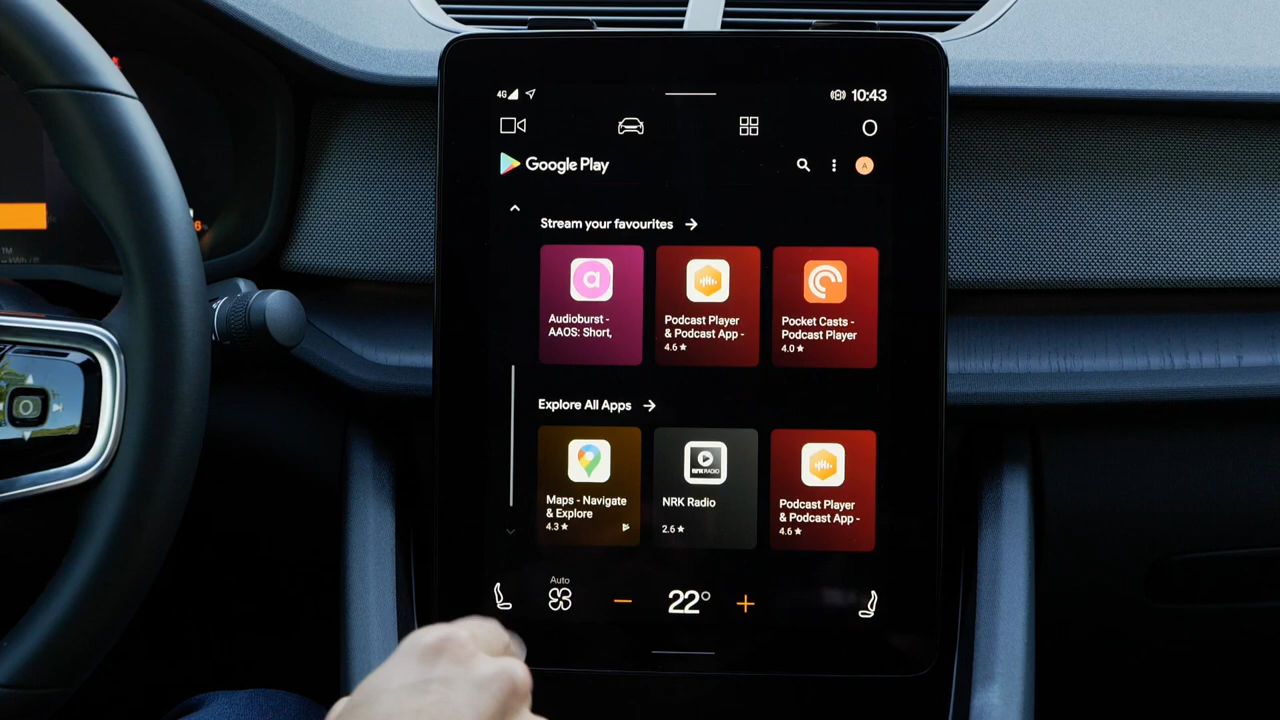 4G
10:43
Google Play
A
Stream your favourites
a
Audioburst -
AAOS: Short,
Podcast Player
& Podcast App -
4.6 ★
Pocket Casts -
Podcast Player
4.0 ★
Explore All Apps
Maps - Navigate
& Explore
4.3 ★
NRK RADIO
NRK Radio
2.6 ★
Podcast Player
& Podcast App -
4.6 ★
Auto
22°